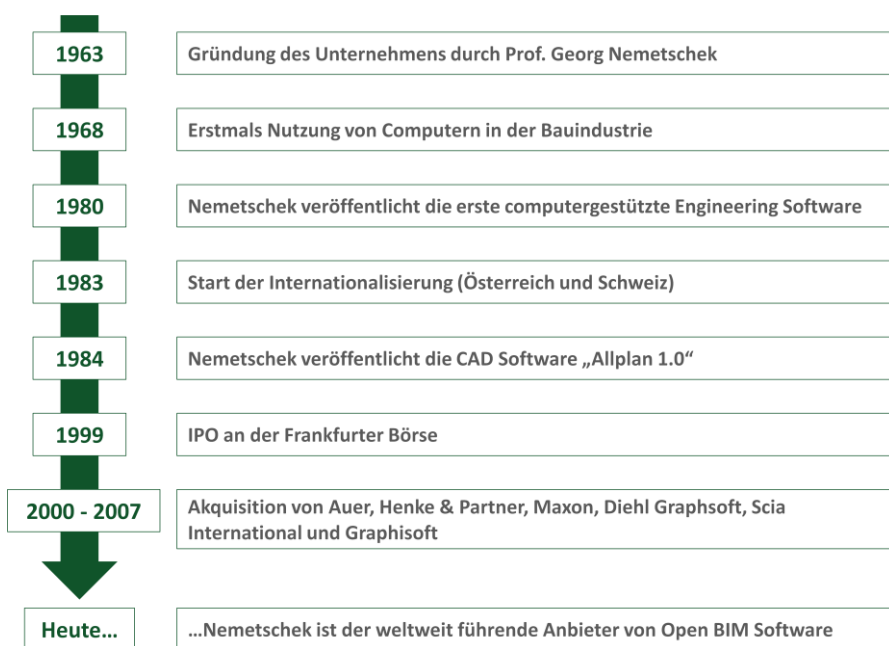 1963
Gründung des Unternehmens durch Prof. Georg Nemetschek
1968
Erstmals Nutzung von Computern in der Bauindustrie
1980
Nemetschek veröffentlicht die erste computergestützte Engineering Software
1983
Start der Internationalisierung (Österreich und Schweiz)
1984
Nemetschek veröffentlicht die CAD Software „Allplan 1.0“
1999
IPO an der Frankfurter Börse
2000 - 2007
Akquisition von Auer, Henke & Partner, Maxon, Diehl Graphsoft, Scia
International und Graphisoft
Heute...
...Nemetschek ist der weltweit führende Anbieter von Open BIM Software